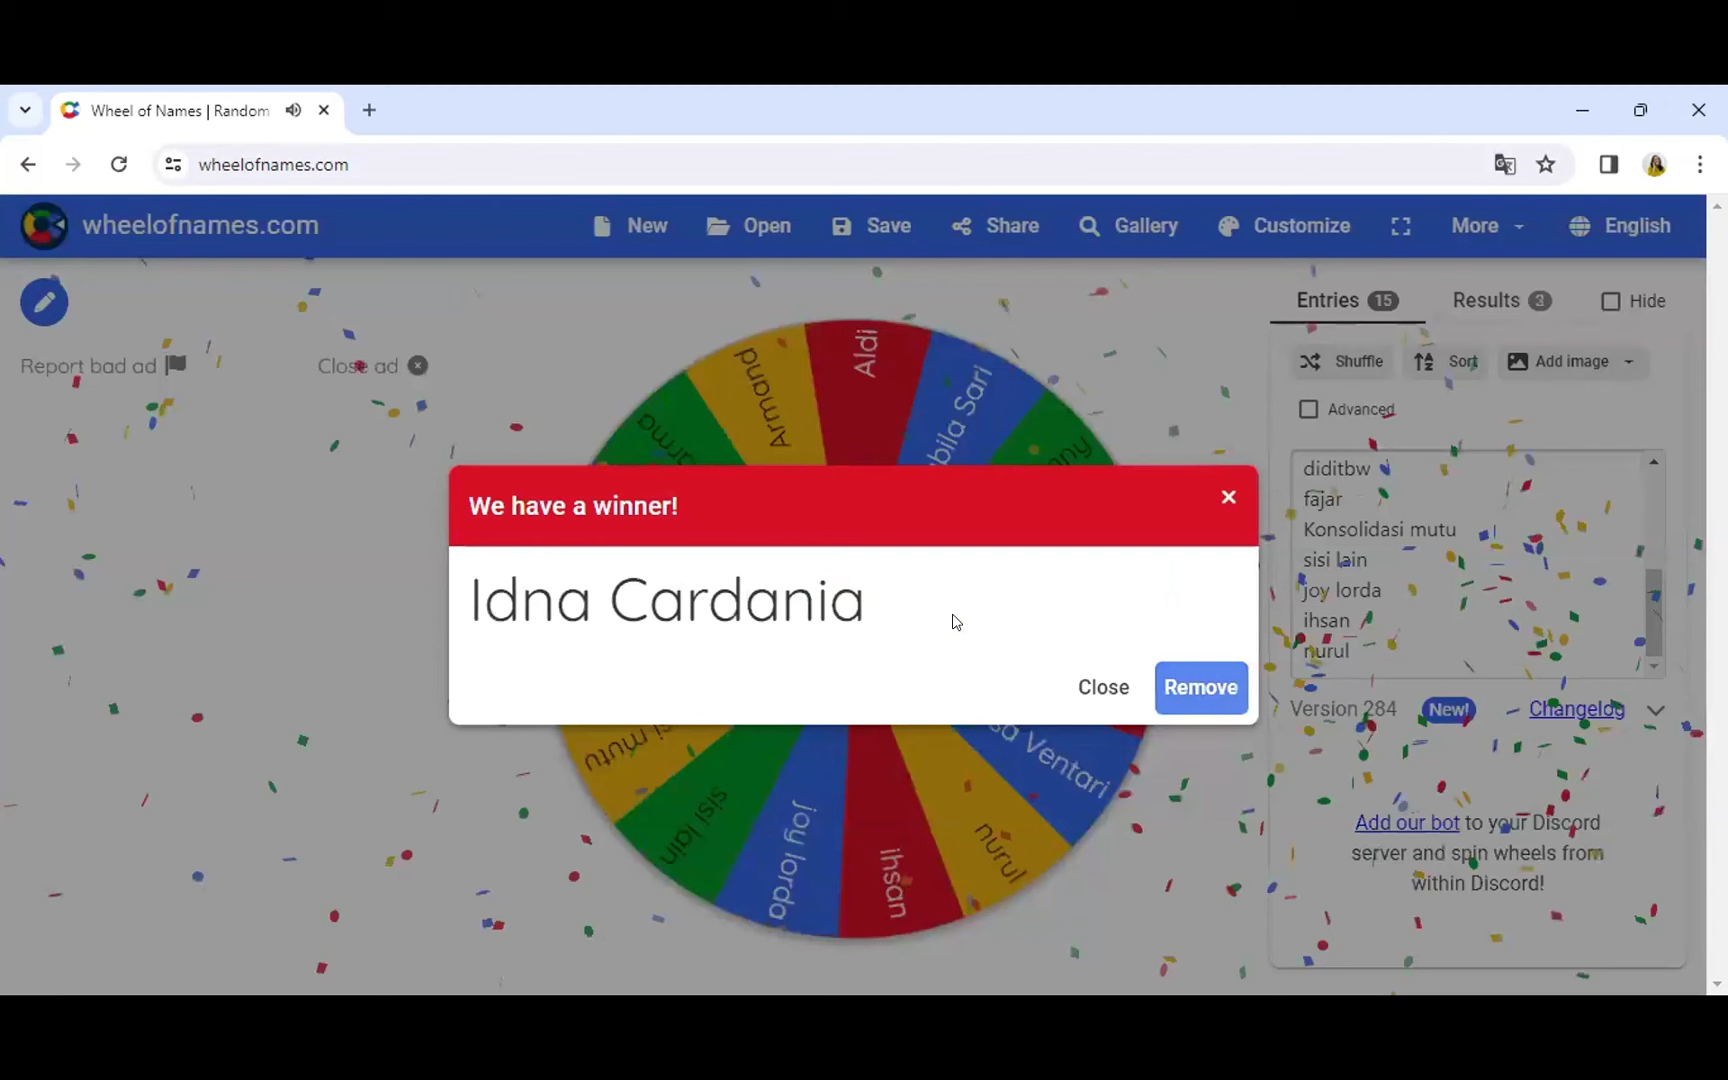 Wheel of Names | Random
wheelofnames.com
wheelofnames.com
New
Open
Save
Share
Gallery
Customize
More
English
Report bad ad
Close ad
Entries 15
Results 3
Hide
Shuffle
Sort
Add image
Advanced
diditbw
fajar
Konsolidasi mutu
sisi lain
joy lorda
ihsan
nurul
Version 284
New!
Changelog
Add our bot to your Discord
server and spin wheels from
within Discord!
Armand
Aldi
We have a winner!
Idna Cardania
Close
Remove
mutu
sisi lain
joy lorda
ihsan
nurul
Ventari